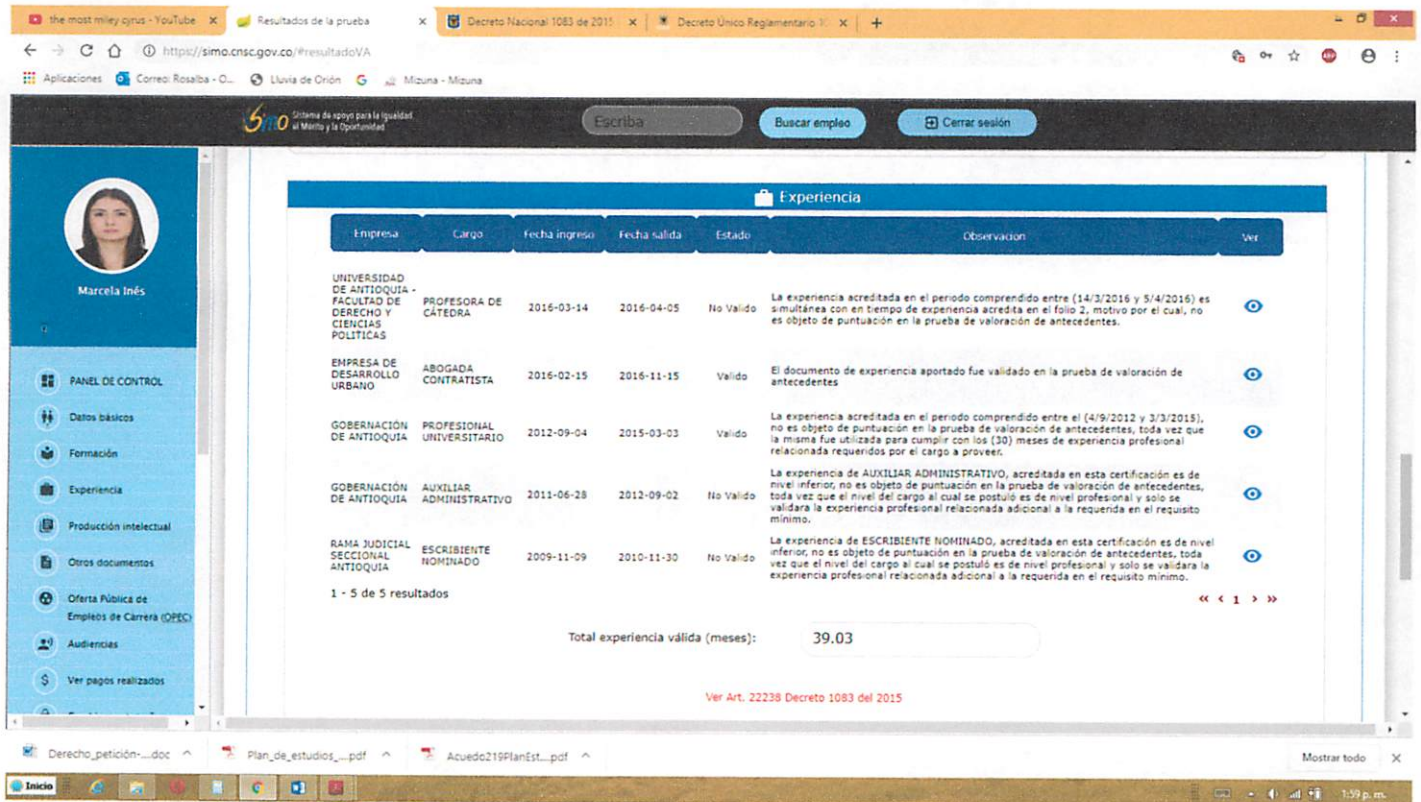 the most miley cyrus - YouTube
Resultados de la prueba
Decreto Nacional 1083 de 2015
Decreto Único Reglamentario 10
https://simo.cnsc.gov.co/#resultadoVA
Aplicaciones
Correo: Rosalba - O...
Lluvia de Orión
Mizuna - Mizuna
Simo
Sistema de apoyo para la Igualdad,
el Mérito y la Oportunidad
Escriba
Buscar empleo
Cerrar sesión
Marcela Inés
PANEL DE CONTROL
Datos básicos
Formación
Experiencia
Producción intelectual
Otros documentos
Oferta Pública de
Empleos de Carrera (OPEC)
Audiencias
Ver pagos realizados
Experiencia
Empresa Cargo Fecha ingreso Fecha salida Estado Observacion Ver
UNIVERSIDAD
DE ANTIOQUIA -
FACULTAD DE
DERECHO Y
CIENCIAS
POLITICAS
PROFESORA DE
CÁTEDRA
2016-03-14
2016-04-05
No Valido
La experiencia acreditada en el periodo comprendido entre (14/3/2016 y 5/4/2016) es
simultánea con en tiempo de experiencia acredita en el folio 2, motivo por el cual, no
es objeto de puntuación en la prueba de valoración de antecedentes.
EMPRESA DE
DESARROLLO
URBANO
ABOGADA
CONTRATISTA
2016-02-15
2016-11-15
Valido
El documento de experiencia aportado fue validado en la prueba de valoración de
antecedentes
GOBERNACIÓN
DE ANTIOQUIA
PROFESIONAL
UNIVERSITARIO
2012-09-04
2015-03-03
Valido
La experiencia acreditada en el periodo comprendido entre el (4/9/2012 y 3/3/2015),
no es objeto de puntuación en la prueba de valoración de antecedentes, toda vez que
la misma fue utilizada para cumplir con los (30) meses de experiencia profesional
relacionada requeridos por el cargo a proveer.
GOBERNACIÓN
DE ANTIOQUIA
AUXILIAR
ADMINISTRATIVO
2011-06-28
2012-09-02
No Valido
La experiencia de AUXILIAR ADMINISTRATIVO, acreditada en esta certificación es de
nivel inferior, no es objeto de puntuación en la prueba de valoración de antecedentes,
toda vez que el nivel del cargo al cual se postuló es de nivel profesional y solo se
validara la experiencia profesional relacionada adicional a la requerida en el requisito
mínimo.
RAMA JUDICIAL
SECCIONAL
ANTIOQUIA
ESCRIBIENTE
NOMINADO
2009-11-09
2010-11-30
No Valido
La experiencia de ESCRIBIENTE NOMINADO, acreditada en esta certificación es de nivel
inferior, no es objeto de puntuación en la prueba de valoración de antecedentes, toda
vez que el nivel del cargo al cual se postuló es de nivel profesional y solo se validara la
experiencia profesional relacionada adicional a la requerida en el requisito mínimo.
1 - 5 de 5 resultados
« < 1 > »
Total experiencia válida (meses): 39.03
Ver Art. 22238 Decreto 1083 del 2015
Derecho_petición-....doc
Plan_de_estudios_....pdf
Acuedo219PlanEst....pdf
Mostrar todo
Inicio
1:59 p. m.